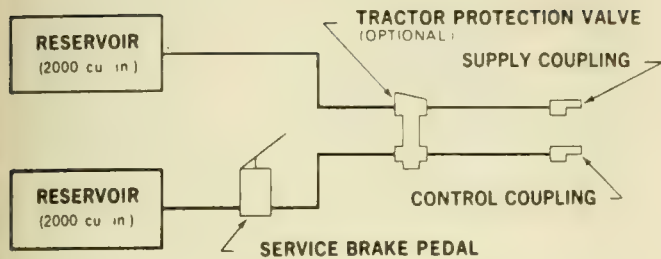 TRACTOR PROTECTION VALVE
(OPTIONAL)
RESERVOIR
(2000 cu in)
SUPPLY COUPLING
RESERVOIR
(2000 cu in)
CONTROL COUPLING
SERVICE BRAKE PEDAL